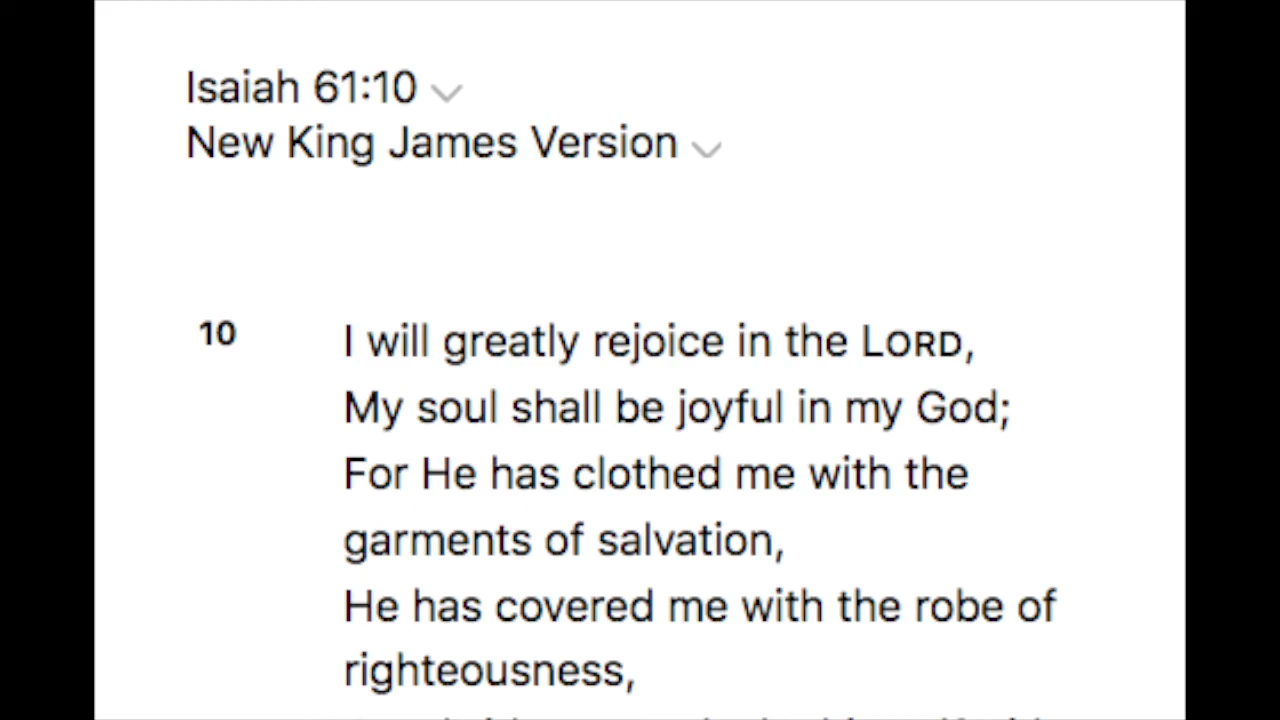 Isaiah 61:10
New King James Version
10 I will greatly rejoice in the LORD,
My soul shall be joyful in my God;
For He has clothed me with the
garments of salvation,
He has covered me with the robe of
righteousness,